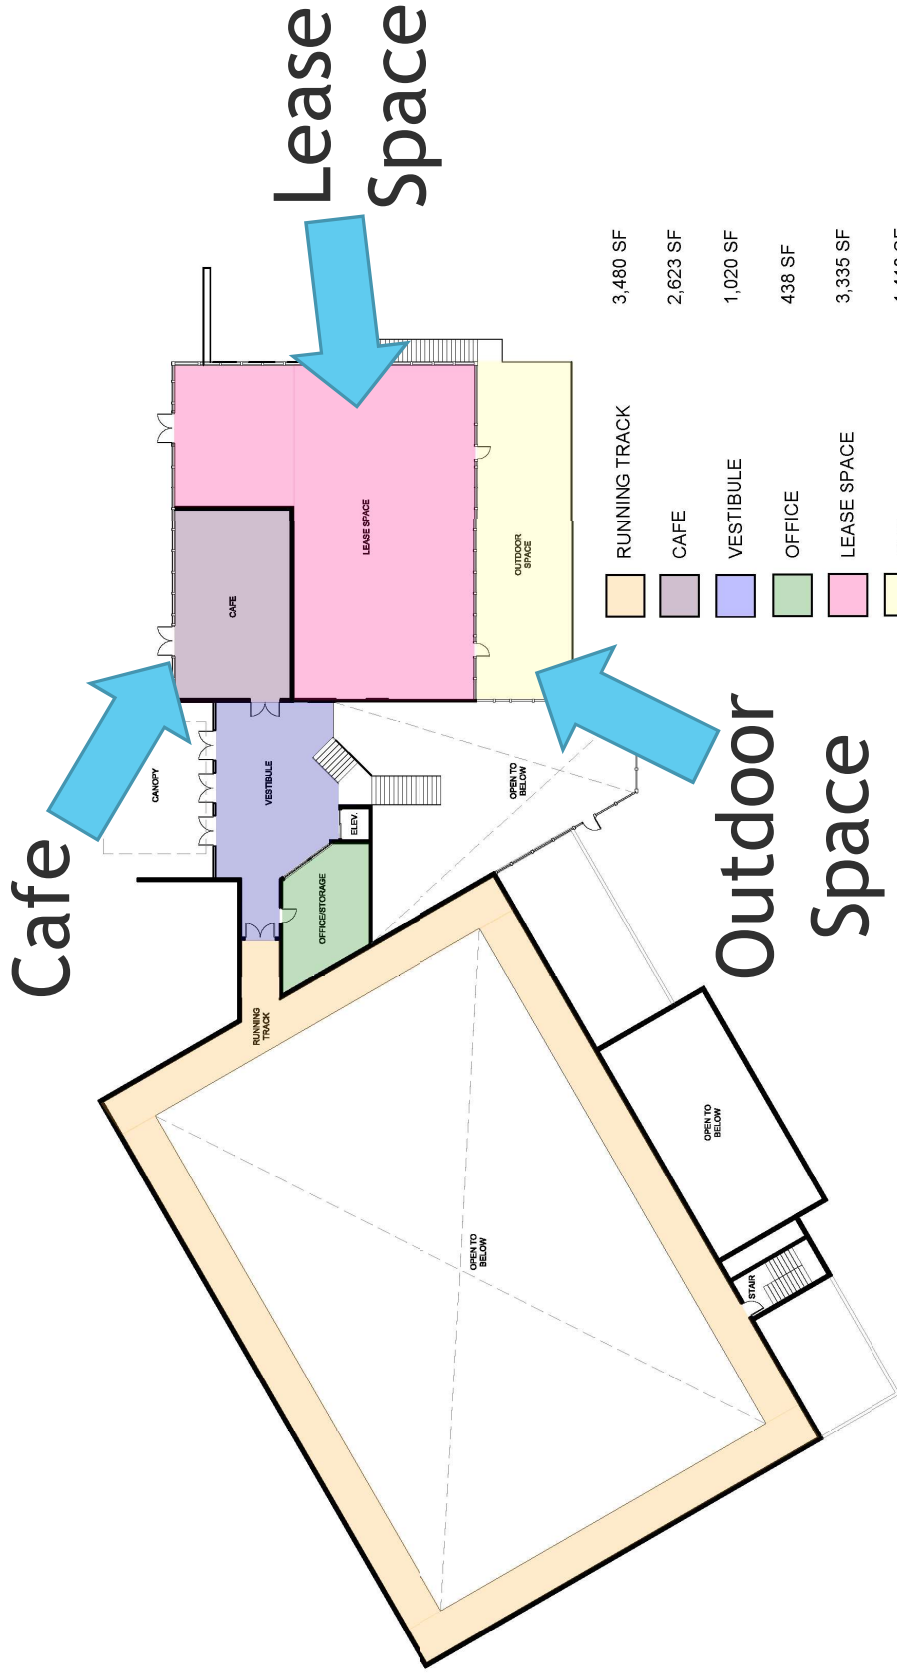 Cafe
Lease
Space
CANOPY
CAFE
RUNNING
TRACK
VESTIBULE
OFFICE/STORAGE
ELEV.
LEASE SPACE
OPEN TO
BELOW
OPEN TO
BELOW
OUTDOOR
SPACE
OPEN TO
BELOW
STAIR
Outdoor
Space
RUNNING TRACK 3,480 SF
CAFE 2,623 SF
VESTIBULE 1,020 SF
OFFICE 438 SF
LEASE SPACE 3,335 SF